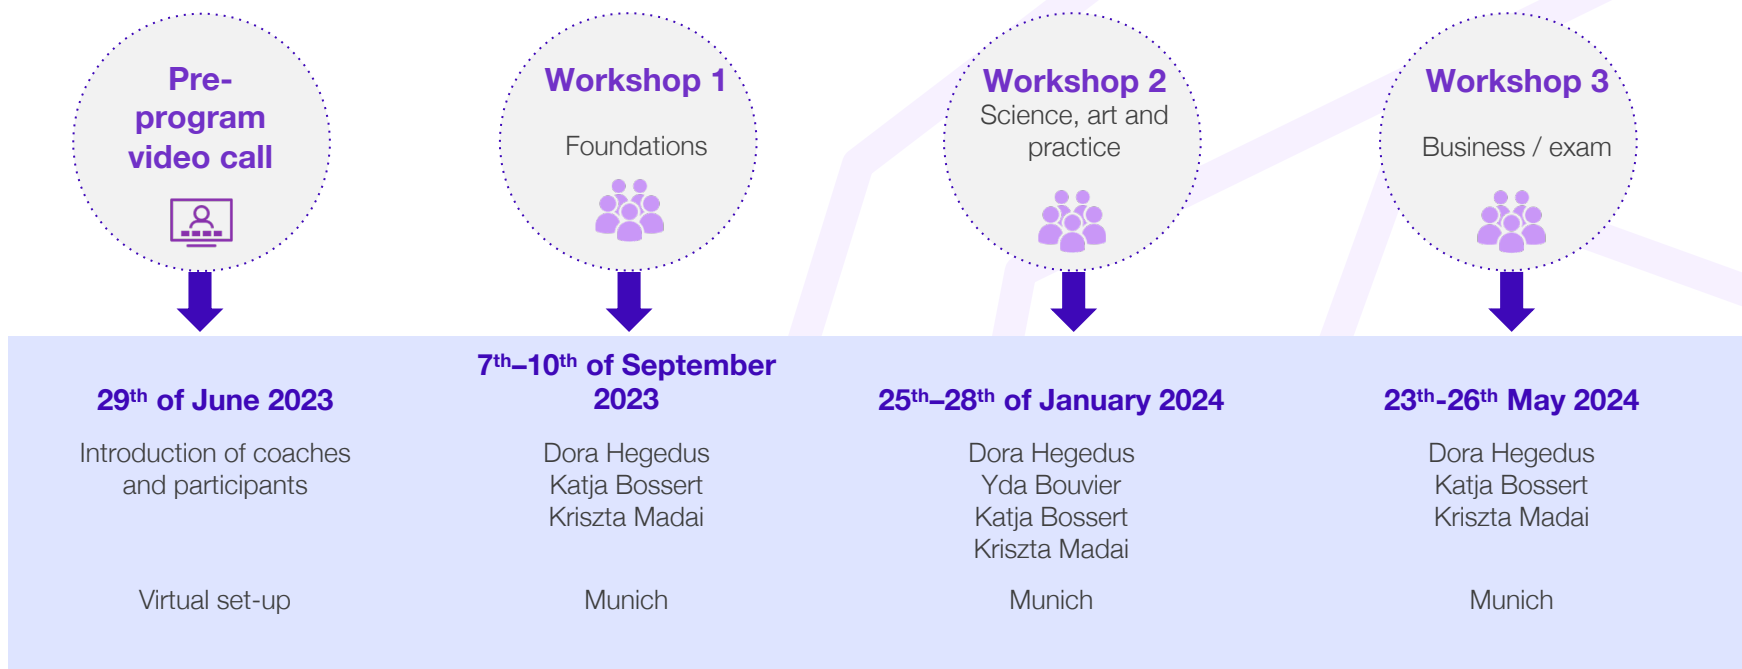 Pre-
program
video call
Workshop 1
Foundations
Workshop 2
Science, art and
practice
Workshop 3
Business / exam
29th of June 2023
Introduction of coaches
and participants
Virtual set-up
7th–10th of September
2023
Dora Hegedus
Katja Bossert
Kriszta Madai
Munich
25th–28th of January 2024
Dora Hegedus
Yda Bouvier
Katja Bossert
Kriszta Madai
Munich
23th-26th May 2024
Dora Hegedus
Katja Bossert
Kriszta Madai
Munich